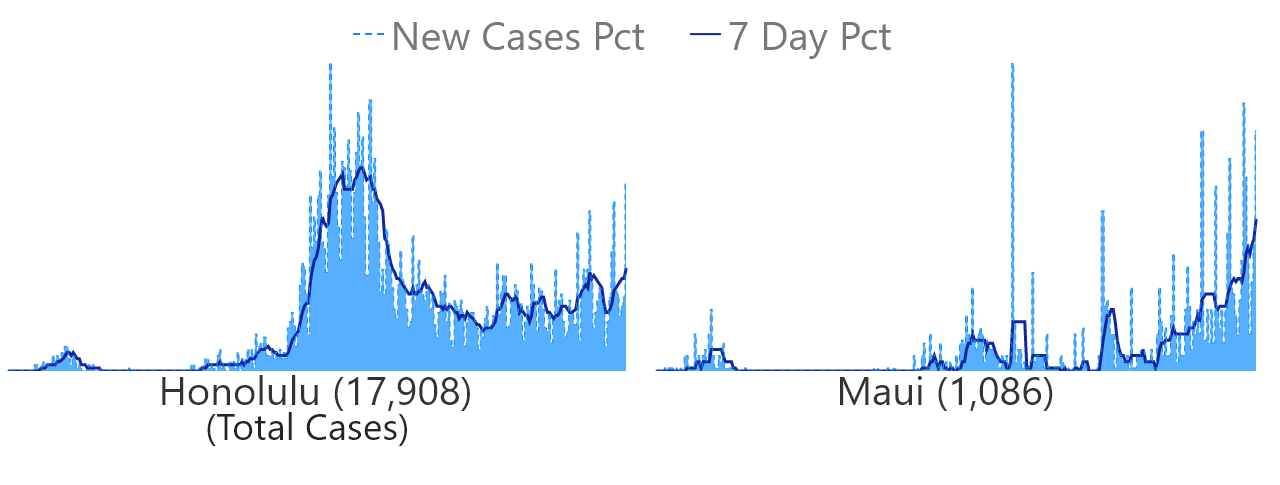 New Cases Pct 7 Day Pct
Honolulu (17,908) Maui (1,086)
(Total Cases)